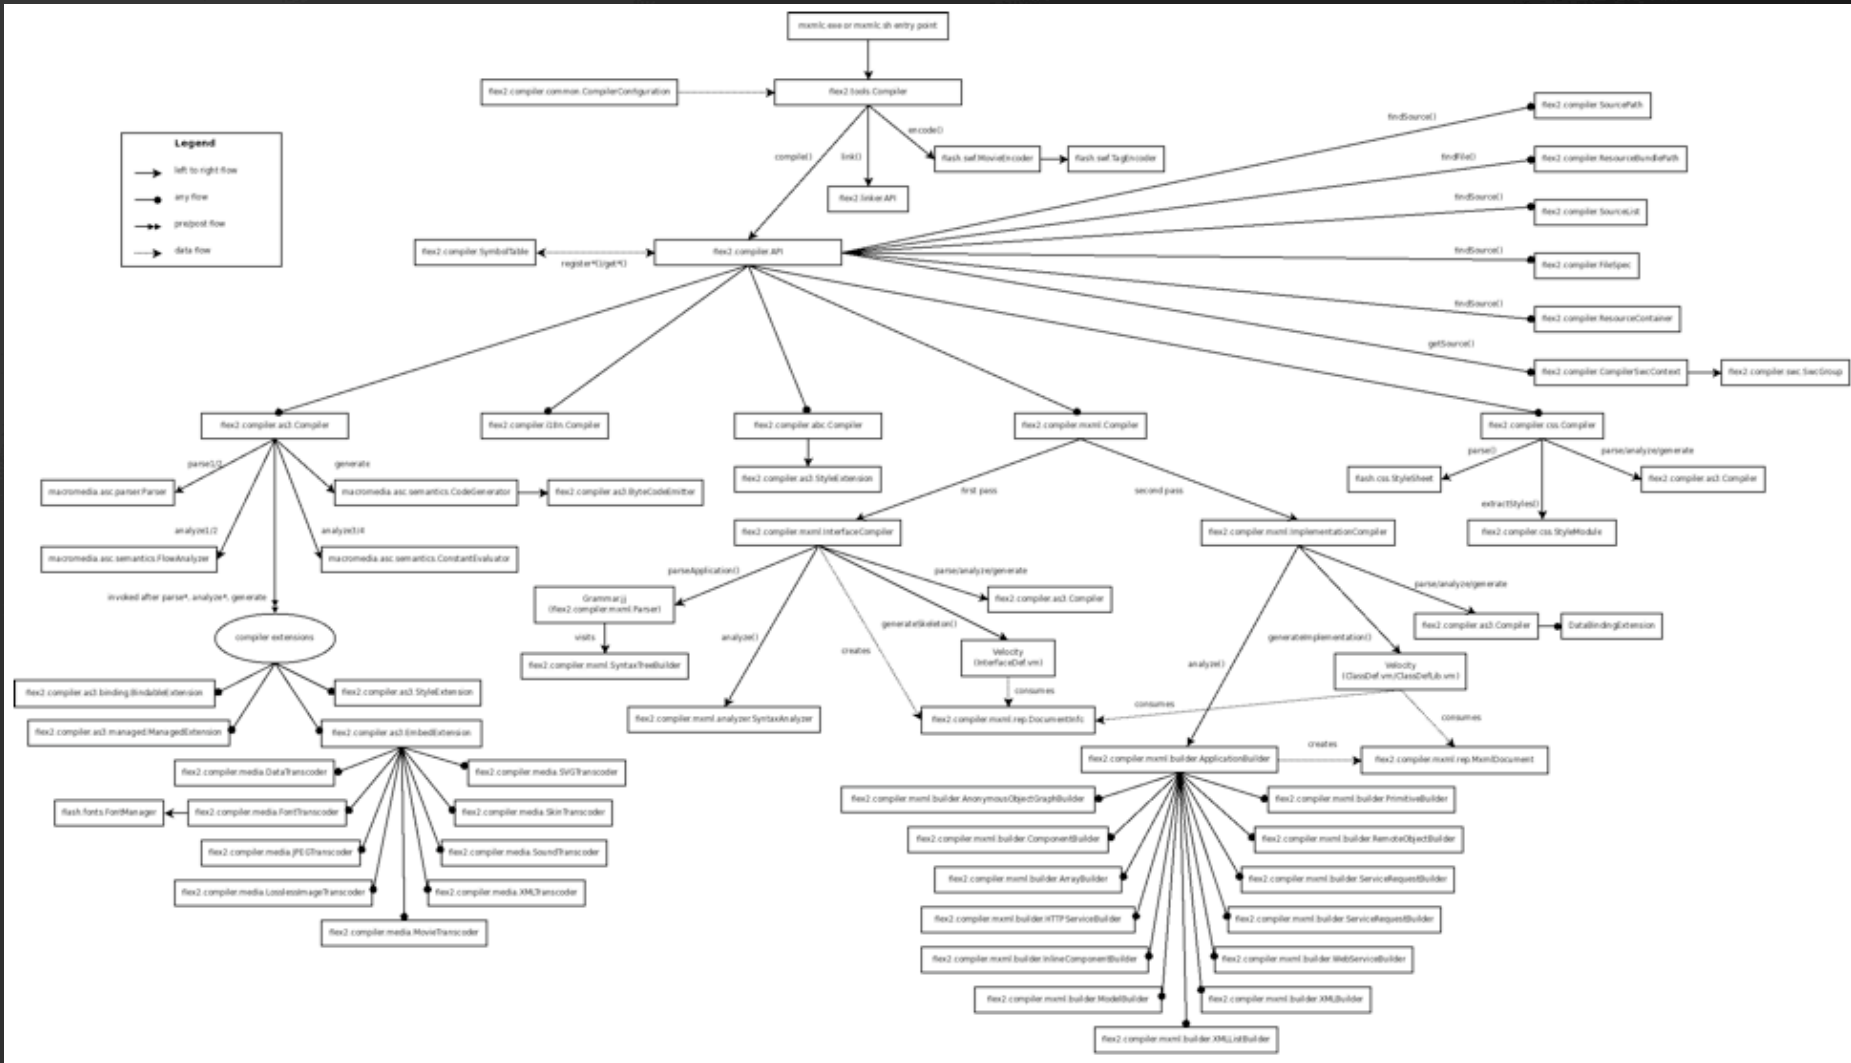 mxmlc.exe or mxmlc.sh entry point
flex2.compiler.common.CompilerConfiguration
flex2.tools.Compiler
Legend
left to right flow
any flow
pre/post flow
data flow
compile()
link()
encode()
flash.swf.MovieEncoder
flash.swf.TagEncoder
flex2.linker.API
findSource()
flex2.compiler.SourcePath
findFile()
flex2.compiler.ResourceBundlePath
findSource()
flex2.compiler.SourceList
findSource()
flex2.compiler.FileSpec
findSource()
flex2.compiler.ResourceContainer
getSource()
flex2.compiler.CompilerSwcContext
flex2.compiler.swc.SwcGroup
flex2.compiler.SymbolTable
register*()/get*()
flex2.compiler.API
flex2.compiler.as3.Compiler
flex2.compiler.i18n.Compiler
flex2.compiler.abc.Compiler
flex2.compiler.mxml.Compiler
flex2.compiler.css.Compiler
parse1/2
generate
macromedia.asc.parser.Parser
macromedia.asc.semantics.CodeGenerator
flex2.compiler.as3.ByteCodeEmitter
analyze1/2
analyze3/4
macromedia.asc.semantics.FlowAnalyzer
macromedia.asc.semantics.ConstantEvaluator
invoked after parse*, analyze*, generate
compiler extensions
flex2.compiler.as3.binding.BindableExtension
flex2.compiler.as3.StyleExtension
flex2.compiler.as3.managed.ManagedExtension
flex2.compiler.as3.EmbedExtension
flex2.compiler.media.DataTranscoder
flex2.compiler.media.SVGTranscoder
flash.fonts.FontManager
flex2.compiler.media.FontTranscoder
flex2.compiler.media.SkinTranscoder
flex2.compiler.media.JPEGTranscoder
flex2.compiler.media.SoundTranscoder
flex2.compiler.media.LosslessImageTranscoder
flex2.compiler.media.XMLTranscoder
flex2.compiler.media.MovieTranscoder
flex2.compiler.as3.StyleExtension
first pass
second pass
flex2.compiler.mxml.InterfaceCompiler
flex2.compiler.mxml.ImplementationCompiler
parseApplication()
Grammar.jj
(flex2.compiler.mxml.Parser)
visits
flex2.compiler.mxml.SyntaxTreeBuilder
analyze()
flex2.compiler.mxml.analyzer.SyntaxAnalyzer
creates
generateSkeleton()
Velocity
(InterfaceDef.vm)
consumes
flex2.compiler.mxml.rep.DocumentInfo
parse/analyze/generate
flex2.compiler.as3.Compiler
parse()
flash.css.StyleSheet
extractStyles()
flex2.compiler.css.StyleModule
parse/analyze/generate
flex2.compiler.as3.Compiler
parse/analyze/generate
flex2.compiler.as3.Compiler
DataBindingExtension
generateImplementation()
Velocity
(ClassDef.vm/ClassDefLib.vm)
analyze()
consumes
consumes
flex2.compiler.mxml.builder.ApplicationBuilder
creates
flex2.compiler.mxml.rep.MxmlDocument
flex2.compiler.mxml.builder.AnonymousObjectGraphBuilder
flex2.compiler.mxml.builder.PrimitiveBuilder
flex2.compiler.mxml.builder.ComponentBuilder
flex2.compiler.mxml.builder.RemoteObjectBuilder
flex2.compiler.mxml.builder.ArrayBuilder
flex2.compiler.mxml.builder.ServiceRequestBuilder
flex2.compiler.mxml.builder.HTTPServiceBuilder
flex2.compiler.mxml.builder.ServiceRequestBuilder
flex2.compiler.mxml.builder.InlineComponentBuilder
flex2.compiler.mxml.builder.WebServiceBuilder
flex2.compiler.mxml.builder.ModelBuilder
flex2.compiler.mxml.builder.XMLBuilder
flex2.compiler.mxml.builder.XMLListBuilder